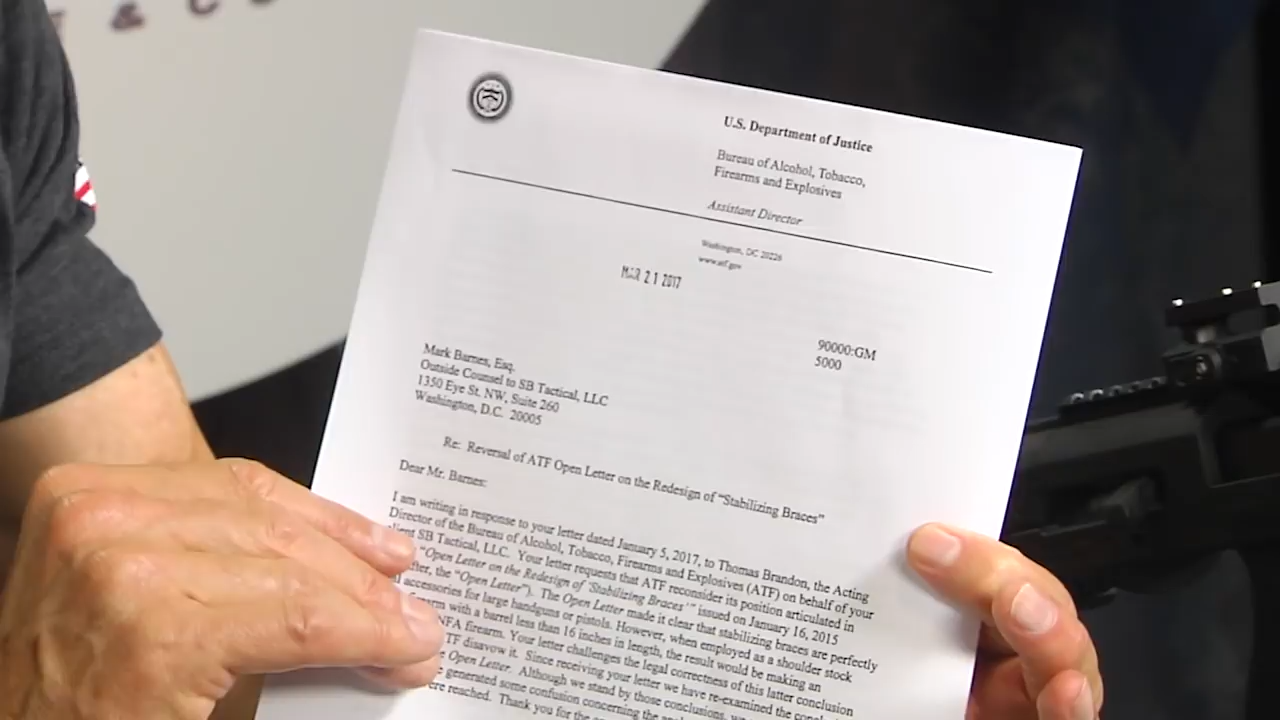 & C
U.S. Department of Justice
Bureau of Alcohol, Tobacco,
Firearms and Explosives
Assistant Director
Washington, DC 20226
www.atf.gov
MAR 21 2017
90000:GM
5000
Mark Barnes, Esq.
Outside Counsel to SB Tactical, LLC
1350 Eye St. NW, Suite 260
Washington, D.C. 20005
Re: Reversal of ATF Open Letter on the Redesign of "Stabilizing Braces"
Dear Mr. Barnes:
I am writing in response to your letter dated January 5, 2017, to Thomas Brandon, the Acting
Director of the Bureau of Alcohol, Tobacco, Firearms and Explosives (ATF) on behalf of your
client SB Tactical, LLC. Your letter requests that ATF reconsider its position articulated in
"Open Letter on the Redesign of 'Stabilizing Braces'" issued on January 16, 2015
the "Open Letter"). The Open Letter made it clear that stabilizing braces are perfectly
accessories for large handguns or pistols. However, when employed as a shoulder stock
with a barrel less than 16 inches in length, the result would be making an
NFA firearm. Your letter challenges the legal correctness of this latter conclusion
disavow it. Since receiving your letter we have re-examined the
Open Letter. Although we stand by those conclusions,
generated some confusion concerning the
were reached. Thank you for the